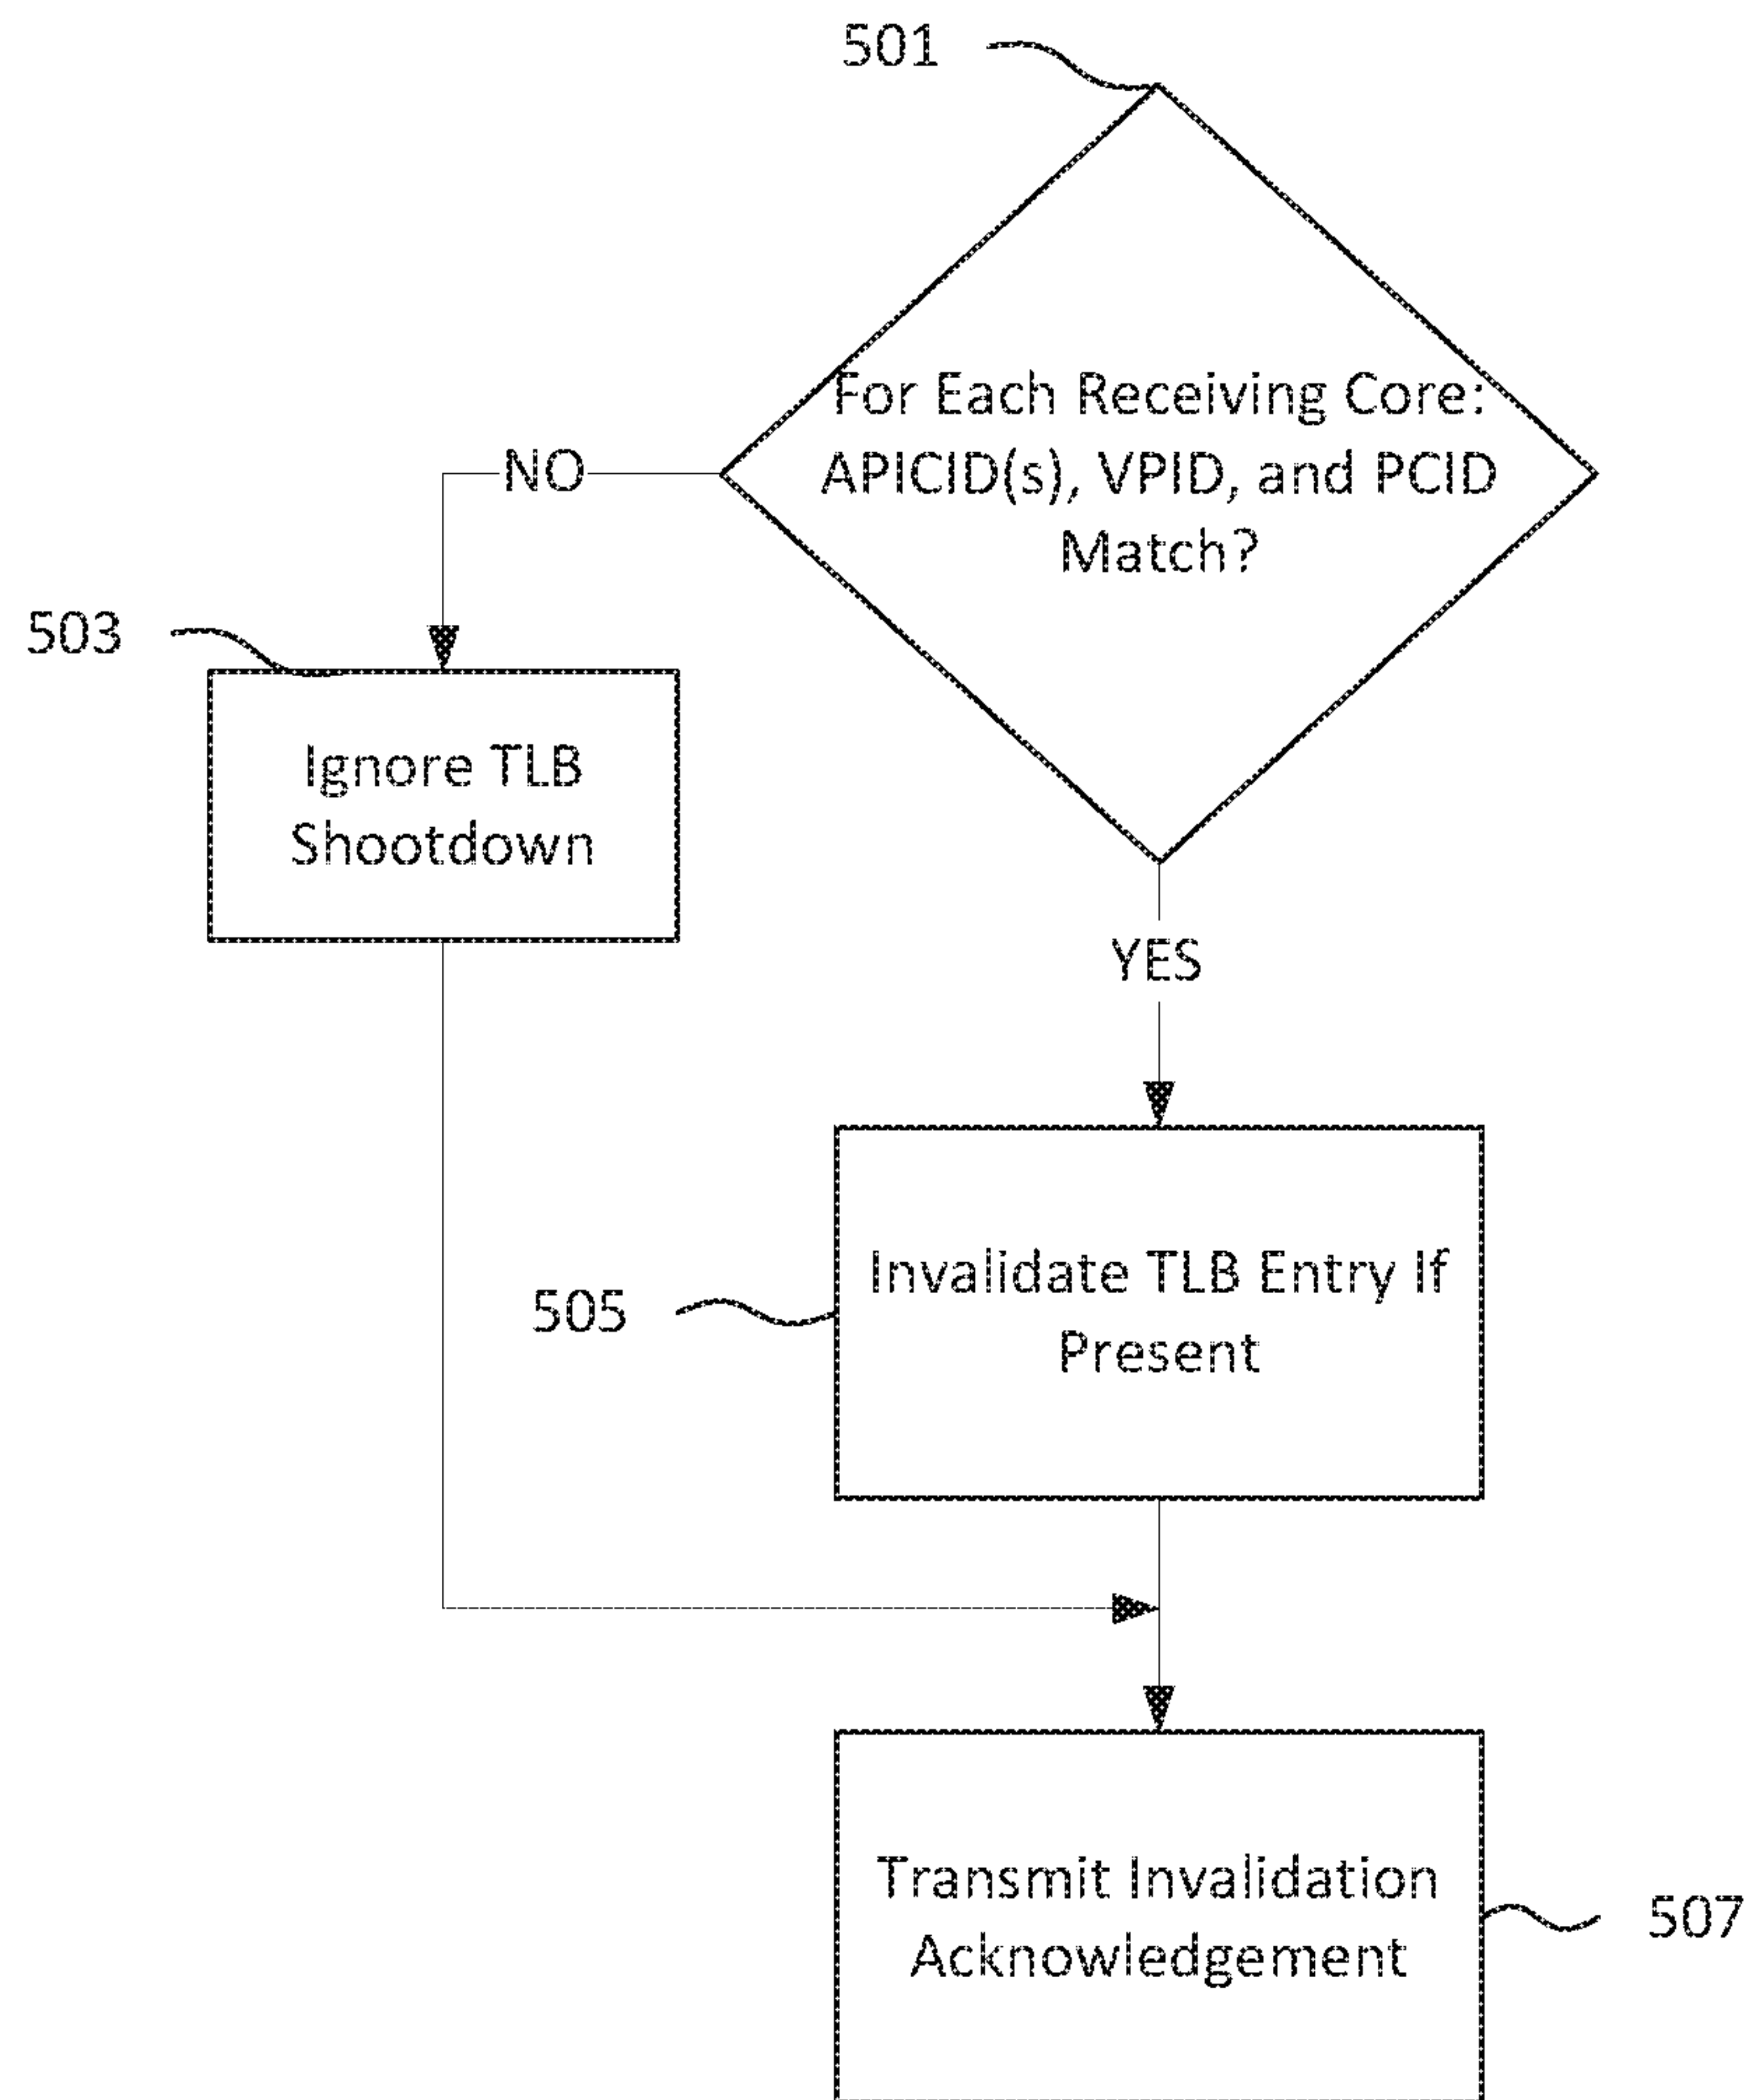 501
For Each Receiving Core:
APICID(s), VPID, and PCID
Match?
NO
503
Ignore TLB
Shootdown
YES
505
Invalidate TLB Entry If
Present
Transmit Invalidation
Acknowledgement
507